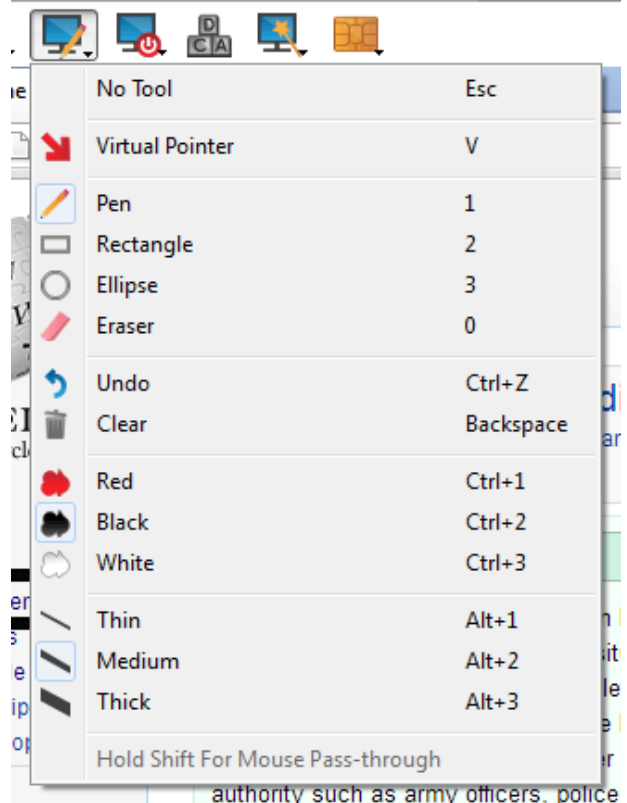 D
C A
No Tool Esc
Virtual Pointer V
Pen 1
Rectangle 2
Ellipse 3
Eraser 0
Undo Ctrl+Z
Clear Backspace
Red Ctrl+1
Black Ctrl+2
White Ctrl+3
Thin Alt+1
Medium Alt+2
Thick Alt+3
Hold Shift For Mouse Pass-through
authority such as army officers, police